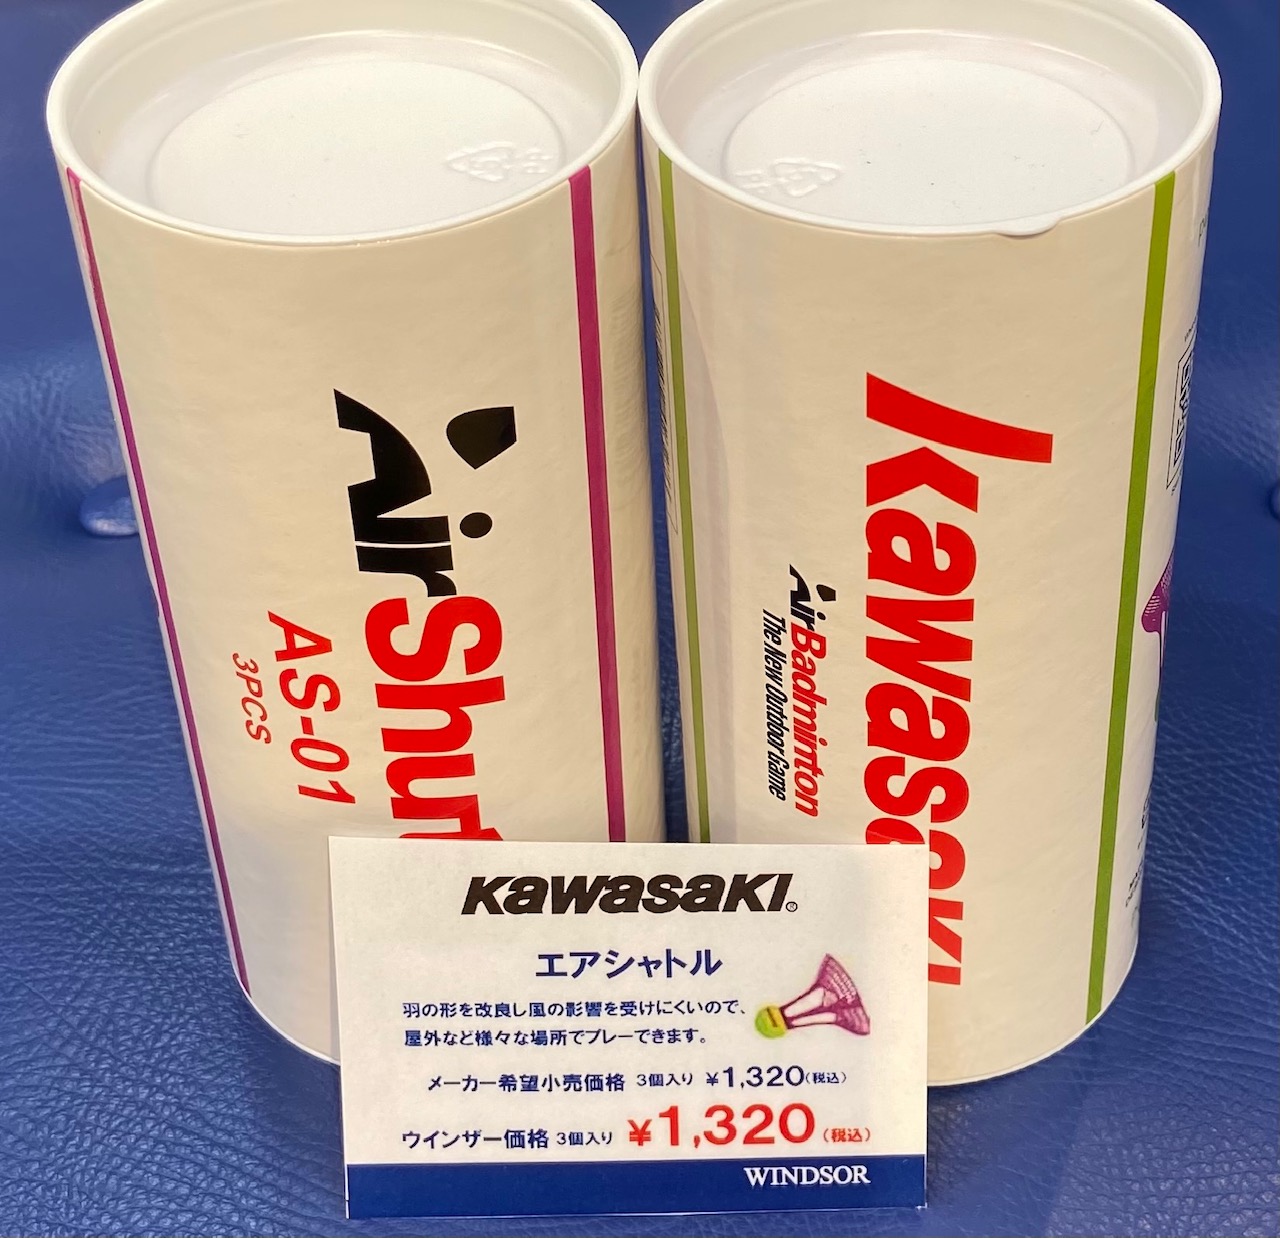 AirShut
AS-01
3PCS
Kawasaki
AirBadminton
The New Outdoor Game
Kawasaki®
エアシャトル
羽の形を改良し風の影響を受けにくいので、
屋外など様々な場所でプレーできます。
メーカー希望小売価格 3個入り ¥1,320(税込)
ウインザー価格 3個入り ¥1,320(税込)
WINDSOR